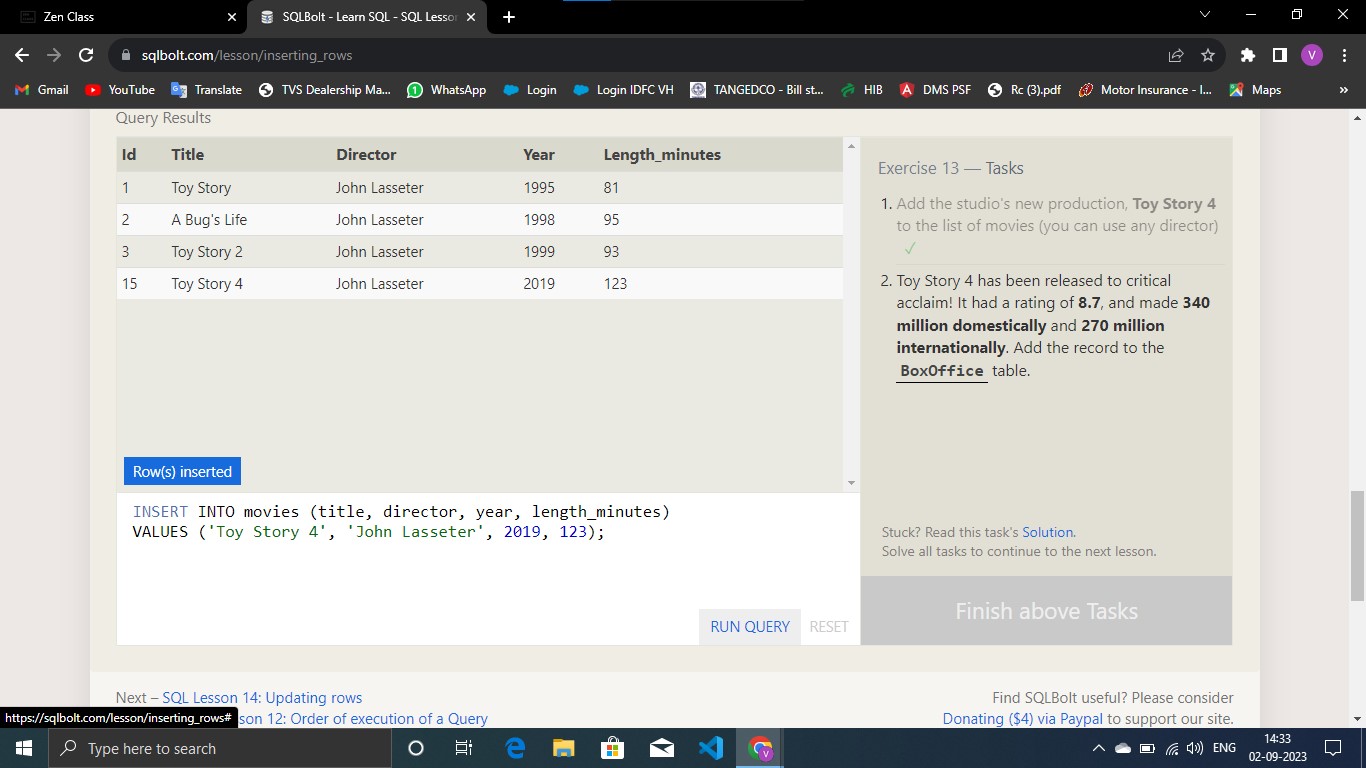 Zen Class
SQLBolt - Learn SQL - SQL Lesson
sqlbolt.com/lesson/inserting_rows
V
Gmail YouTube Translate TVS Dealership Ma... WhatsApp Login Login IDFC VH TANGEDCO - Bill st... HIB DMS PSF Rc (3).pdf Motor Insurance - I... Maps »
Query Results
Id Title Director Year Length_minutes
1 Toy Story John Lasseter 1995 81
2 A Bug's Life John Lasseter 1998 95
3 Toy Story 2 John Lasseter 1999 93
15 Toy Story 4 John Lasseter 2019 123
Row(s) inserted
INSERT INTO movies (title, director, year, length_minutes)
VALUES ('Toy Story 4', 'John Lasseter', 2019, 123);
RUN QUERY RESET
Exercise 13 — Tasks
1. Add the studio's new production, Toy Story 4
to the list of movies (you can use any director)
✓
2. Toy Story 4 has been released to critical
acclaim! It had a rating of 8.7, and made 340
million domestically and 270 million
internationally. Add the record to the
BoxOffice table.
Stuck? Read this task's Solution.
Solve all tasks to continue to the next lesson.
Finish above Tasks
Next – SQL Lesson 14: Updating rows
Find SQLBolt useful? Please consider
https://sqlbolt.com/lesson/inserting_rows#
son 12: Order of execution of a Query
Donating ($4) via Paypal to support our site.
Type here to search
V
ENG
14:33
02-09-2023